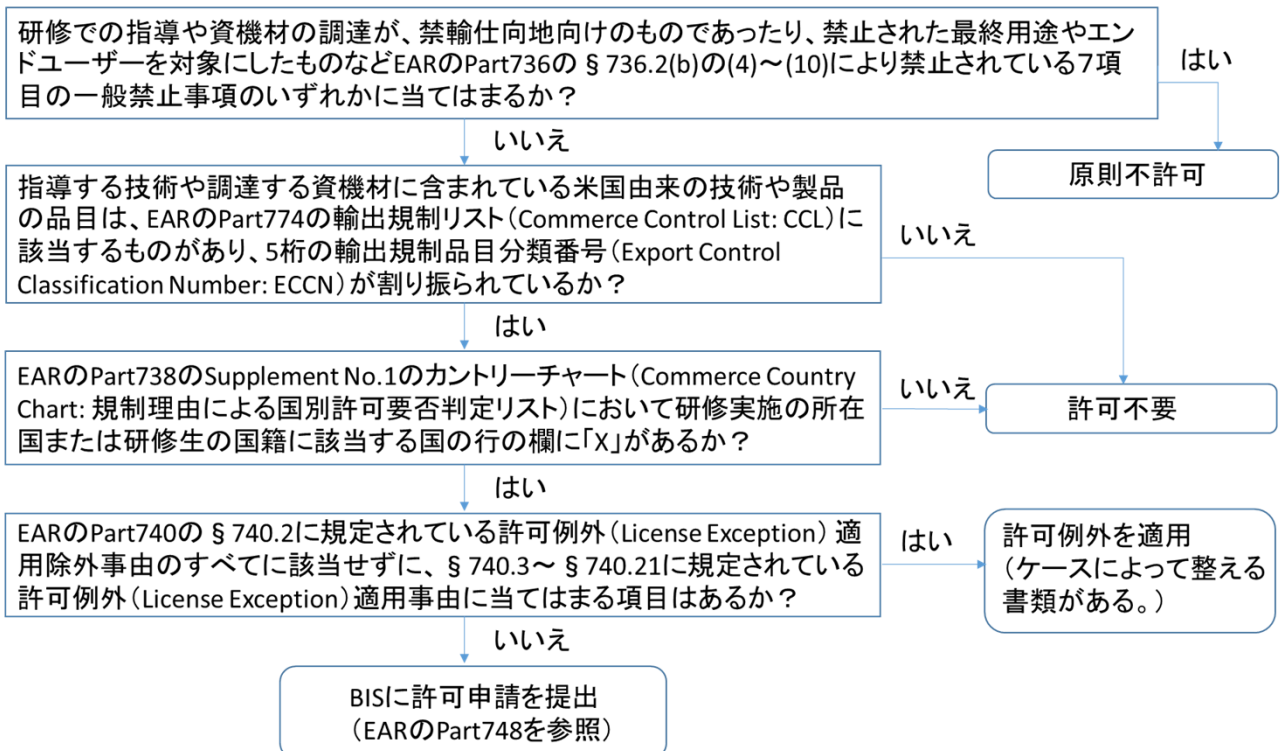 研修での指導や資機材の調達が、禁輸仕向地向けのものであったり、禁止された最終用途やエン
ドユーザーを対象にしたものなどEARのPart736の§736.2(b)の(4)～(10)により禁止されている7項
目の一般禁止事項のいずれかに当てはまるか？
はい
いいえ
原則不許可
指導する技術や調達する資機材に含まれている米国由来の技術や製品
の品目は、EARのPart774の輸出規制リスト（Commerce Control List: CCL）に
該当するものがあり、5桁の輸出規制品目分類番号（Export Control
Classification Number: ECCN）が割り振られているか？
いいえ
はい
EARのPart738のSupplement No.1のカントリーチャート（Commerce Country
Chart: 規制理由による国別許可要否判定リスト）において研修実施の所在
国または研修生の国籍に該当する国の行の欄に「X」があるか？
いいえ
許可不要
はい
EARのPart740の§740.2に規定されている許可例外（License Exception）適
用除外事由のすべてに該当せずに、§740.3～§740.21に規定されている
許可例外（License Exception）適用事由に当てはまる項目はあるか？
はい
許可例外を適用
（ケースによって整える
書類がある。）
いいえ
BISに許可申請を提出
（EARのPart748を参照）